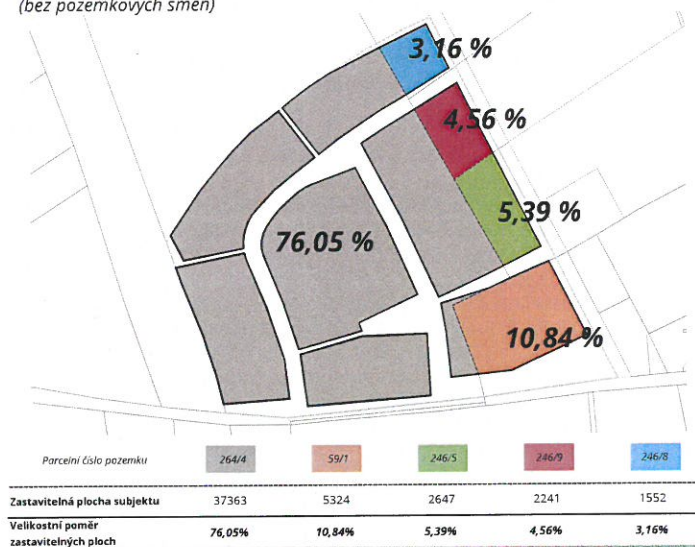 (bez pozemkových směn)
3,16 %
4,56 %
5,39 %
76,05 %
10,84 %
Parcelní číslo pozemku 264/4 59/1 246/5 246/9 246/8
Zastavitelná plocha subjektu 37363 5324 2647 2241 1552
Velikostní poměr
zastavitelných ploch 76,05% 10,84% 5,39% 4,56% 3,16%